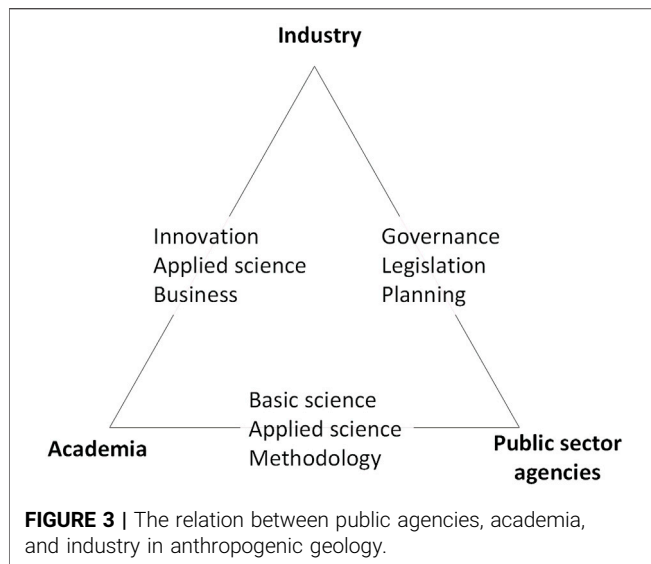 Industry
Innovation
Applied science
Business
Governance
Legislation
Planning
Basic science
Applied science
Methodology
Academia
Public sector
agencies
FIGURE 3 | The relation between public agencies, academia,
and industry in anthropogenic geology.